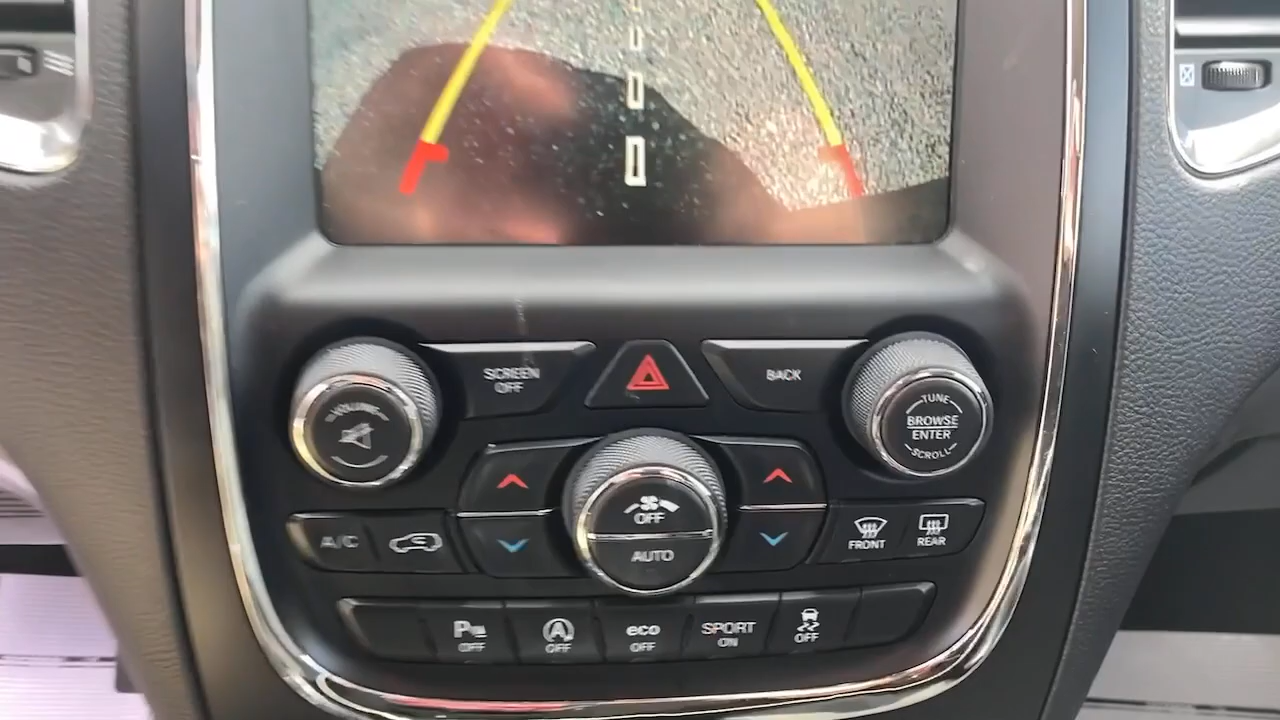 VOLUME
SCREEN
OFF
BACK
TUNE
BROWSE
ENTER
SCROLL
OFF
AUTO
A/C
FRONT
REAR
P
OFF
A
OFF
eco
OFF
SPORT
ON
OFF